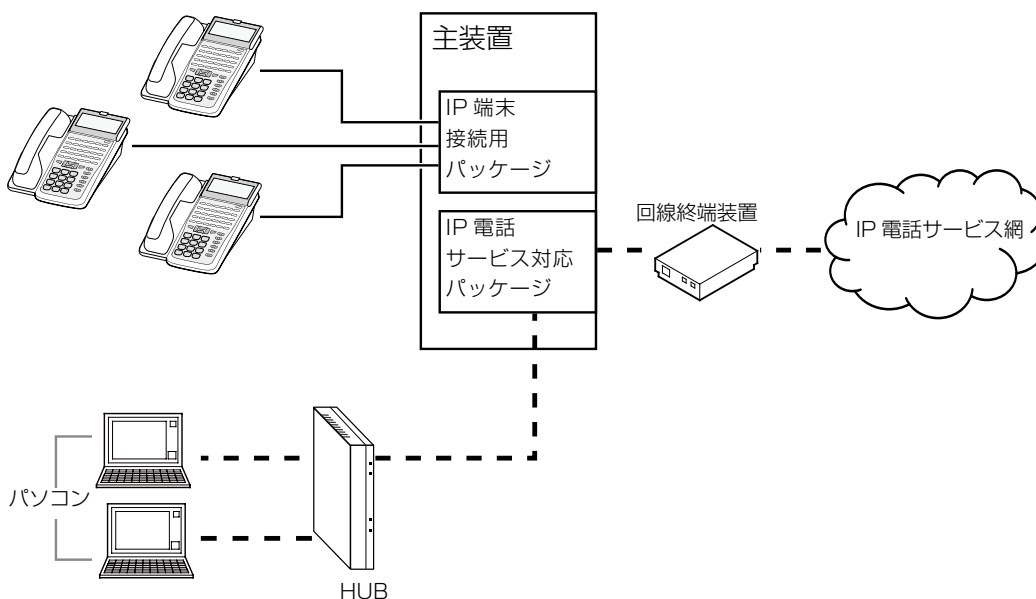 主装置
IP 端末
接続用
パッケージ
IP 電話
サービス対応
パッケージ
回線終端装置
IP 電話サービス網
パソコン
HUB